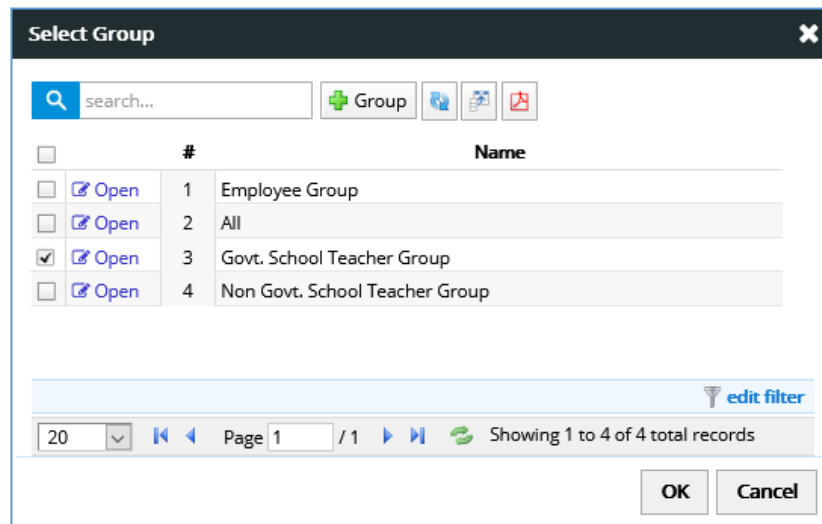 Select Group
search... Group
# Name
Open 1 Employee Group
Open 2 All
Open 3 Govt. School Teacher Group
Open 4 Non Govt. School Teacher Group
edit filter
20 Page 1 / 1 Showing 1 to 4 of 4 total records
OK Cancel